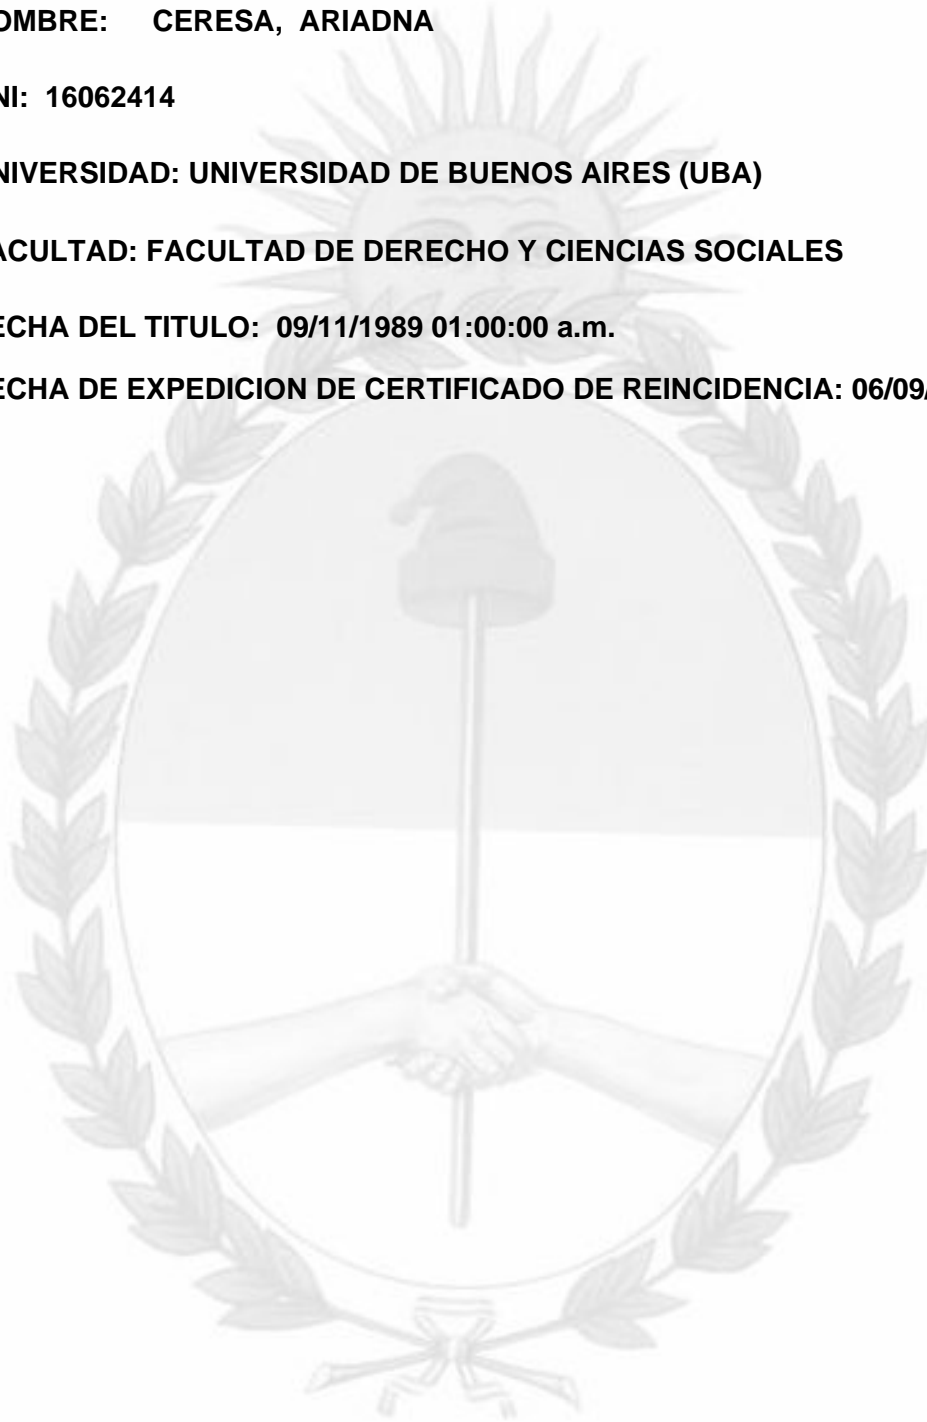 OMBRE: CERESA, ARIADNA
NI: 16062414
NIVERSIDAD: UNIVERSIDAD DE BUENOS AIRES (UBA)
ACULTAD: FACULTAD DE DERECHO Y CIENCIAS SOCIALES
ECHA DEL TITULO: 09/11/1989 01:00:00 a.m.
ECHA DE EXPEDICION DE CERTIFICADO DE REINCIDENCIA: 06/09/